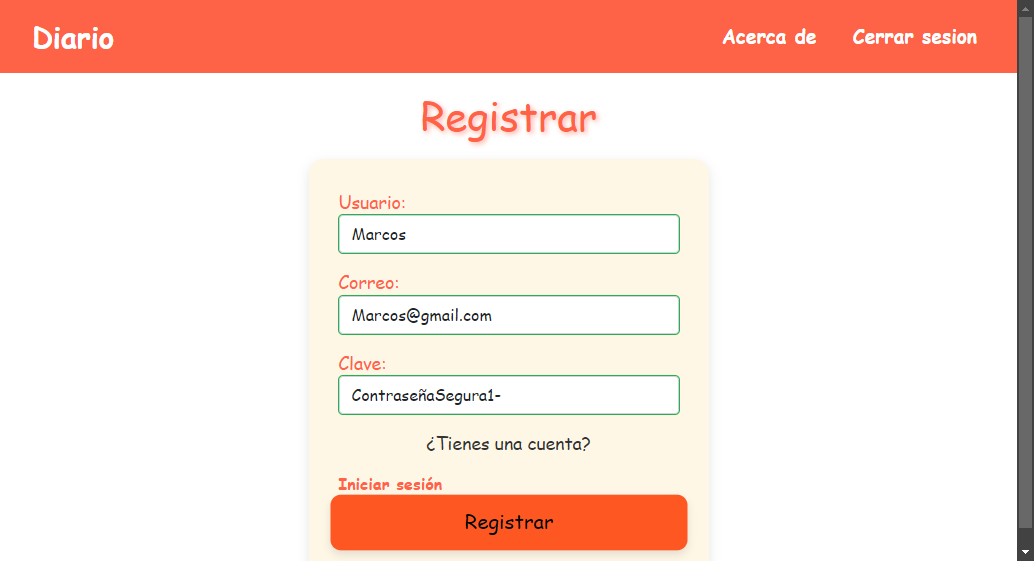 Diario
Acerca de
Cerrar sesion
Registrar
Usuario:
Marcos
Correo:
Marcos@gmail.com
Clave:
ContraseñaSegura1-
¿Tienes una cuenta?
Iniciar sesión
Registrar